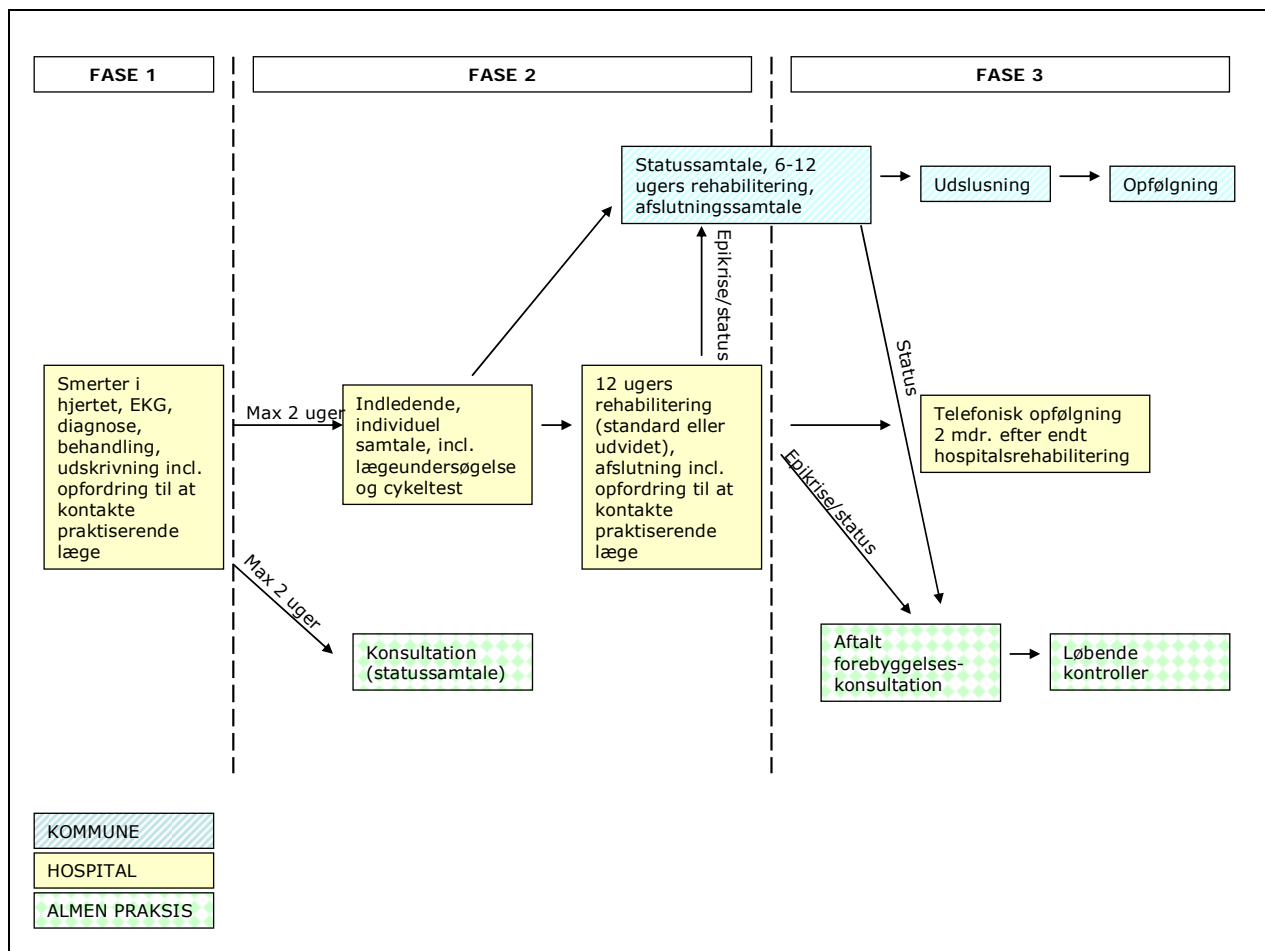 FASE 1
FASE 2
FASE 3
Statussamtale, 6-12
ugers rehabilitering,
afslutningssamtale
Udslusning
Opfølgning
Epikrise/status
Smerter i
hjertet, EKG,
diagnose,
behandling,
udskrivning incl.
opfordring til at
kontakte
praktiserende
læge
Max 2 uger
Indledende,
individuel
samtale, incl.
lægeundersøgelse
og cykeltest
12 ugers
rehabilitering
(standard eller
udvidet),
afslutning incl.
opfordring til at
kontakte
praktiserende
læge
Status
Telefonisk opfølgning
2 mdr. efter endt
hospitalsrehabilitering
Epikrise/status
Max 2 uger
Konsultation
(statussamtale)
Aftalt
forebyggelses-
konsultation
Løbende
kontroller
KOMMUNE
HOSPITAL
ALMEN PRAKSIS